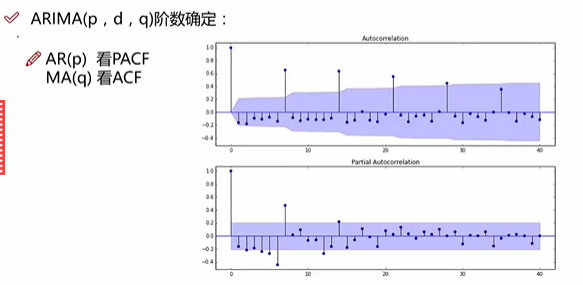 ARIMA(p，d，q)阶数确定：
AR(p) 看PACF
MA(q) 看ACF
Autocorrelation
1.0
0.8
0.6
0.4
0.2
0.0
−0.2
−0.4
0 10 20 30 40
Partial Autocorrelation
1.0
0.8
0.6
0.4
0.2
0.0
−0.2
−0.4
0 10 20 30 40